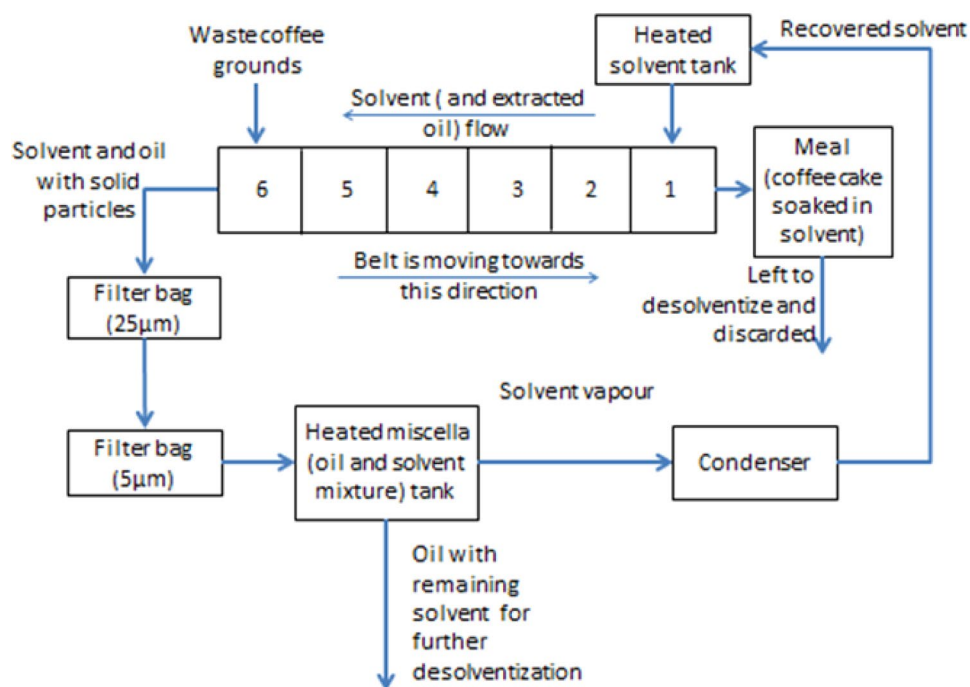 Waste coffee
grounds
Heated
solvent tank
Recovered solvent
Solvent ( and extracted
oil) flow
Solvent and oil
with solid
particles
6
5
4
3
2
1
Meal
(coffee cake
soaked in
solvent)
Belt is moving towards
this direction
Left to
desolventize and
discarded
Filter bag
(25µm)
Solvent vapour
Filter bag
(5µm)
Heated miscella
(oil and solvent
mixture) tank
Condenser
Oil with
remaining
solvent for
further
desolventization